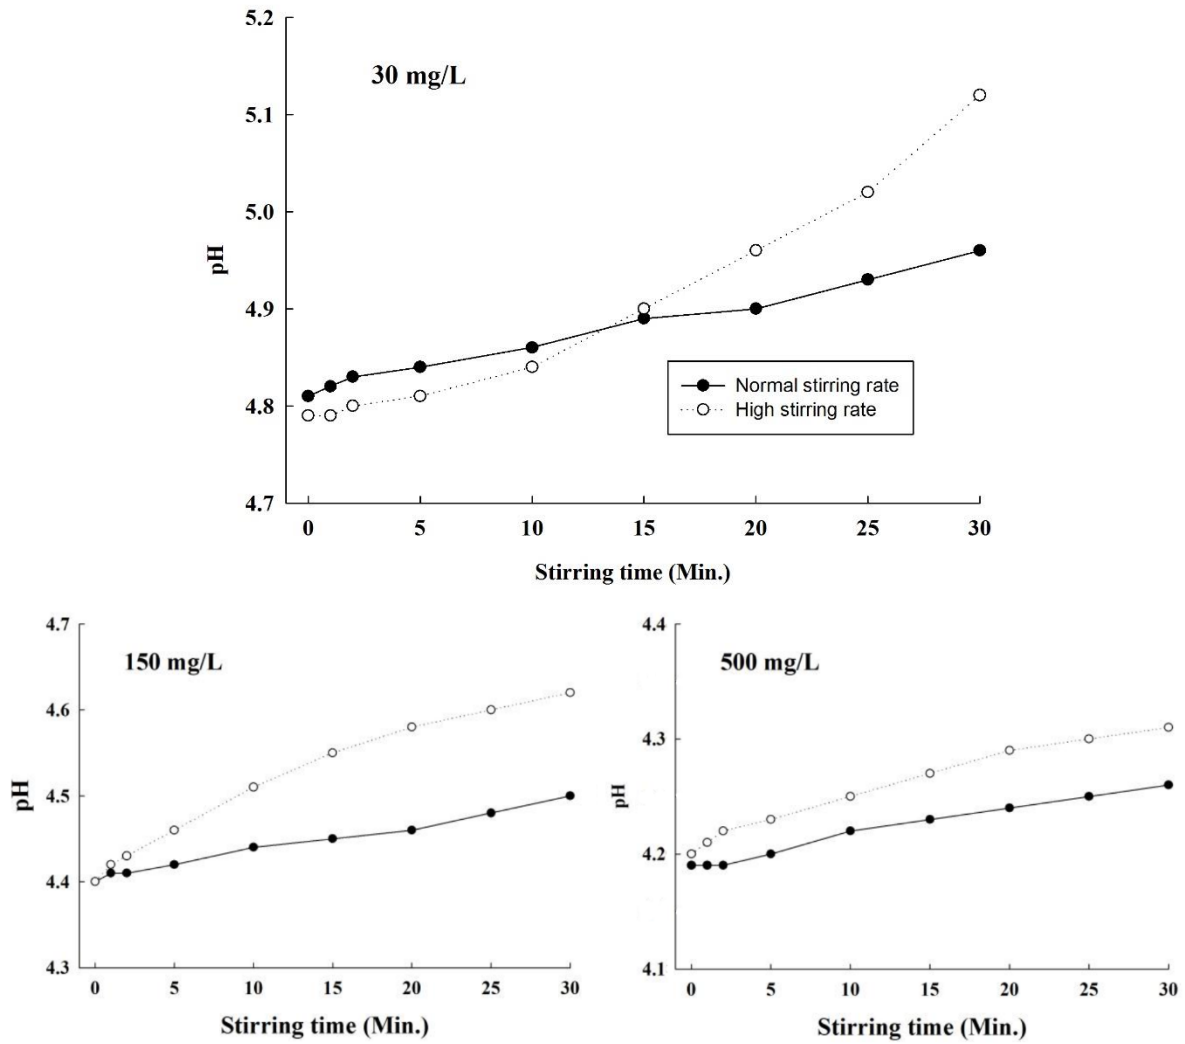 5.2
30 mg/L
5.1
5.0
pH
4.9
Normal stirring rate
4.8
High stirring rate
4.7
0 5 10 15 20 25 30
Stirring time (Min.)
4.7
150 mg/L
4.6
pH
4.5
4.4
4.3
0 5 10 15 20 25 30
Stirring time (Min.)
4.4
500 mg/L
4.3
pH
4.2
4.1
0 5 10 15 20 25 30
Stirring time (Min.)